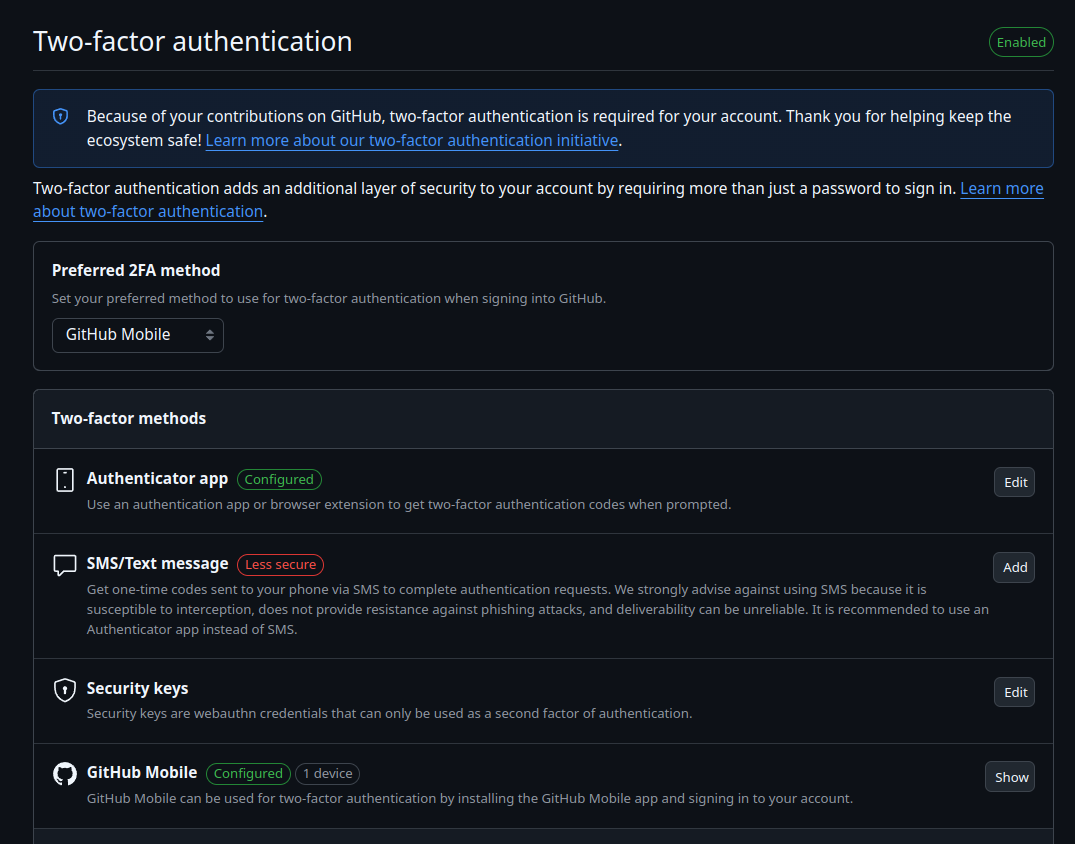 Two-factor authentication
Enabled
Because of your contributions on GitHub, two-factor authentication is required for your account. Thank you for helping keep the
ecosystem safe! Learn more about our two-factor authentication initiative.
Two-factor authentication adds an additional layer of security to your account by requiring more than just a password to sign in. Learn more
about two-factor authentication.
Preferred 2FA method
Set your preferred method to use for two-factor authentication when signing into GitHub.
GitHub Mobile
Two-factor methods
Authenticator app Configured
Edit
Use an authentication app or browser extension to get two-factor authentication codes when prompted.
SMS/Text message Less secure
Add
Get one-time codes sent to your phone via SMS to complete authentication requests. We strongly advise against using SMS because it is
susceptible to interception, does not provide resistance against phishing attacks, and deliverability can be unreliable. It is recommended to use an
Authenticator app instead of SMS.
Security keys
Edit
Security keys are webauthn credentials that can only be used as a second factor of authentication.
GitHub Mobile Configured 1 device
Show
GitHub Mobile can be used for two-factor authentication by installing the GitHub Mobile app and signing in to your account.